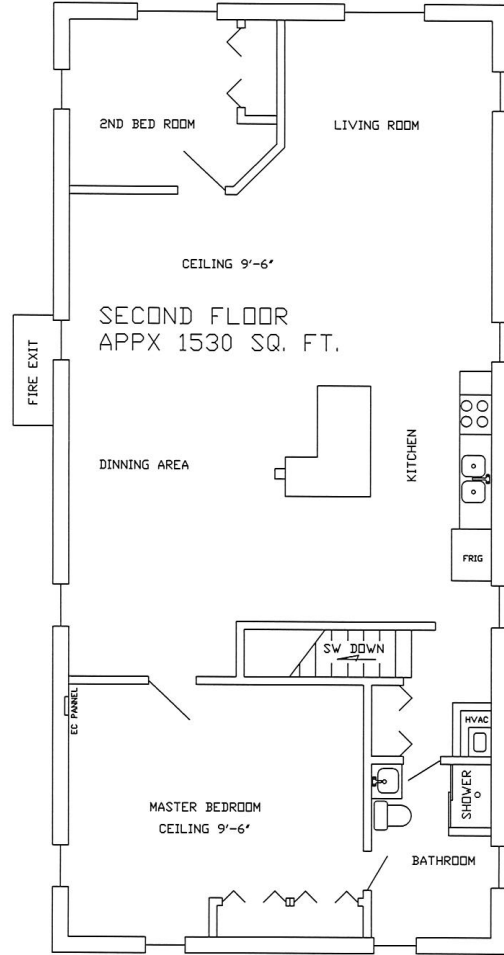 2ND BED ROOM
LIVING ROOM
CEILING 9'-6"
SECOND FLOOR
APPX 1530 SQ. FT.
FIRE EXIT
DINNING AREA
KITCHEN
FRIG
SW DOWN
EC PANNEL
HVAC
SHOWER
MASTER BEDROOM
CEILING 9'-6"
BATHROOM